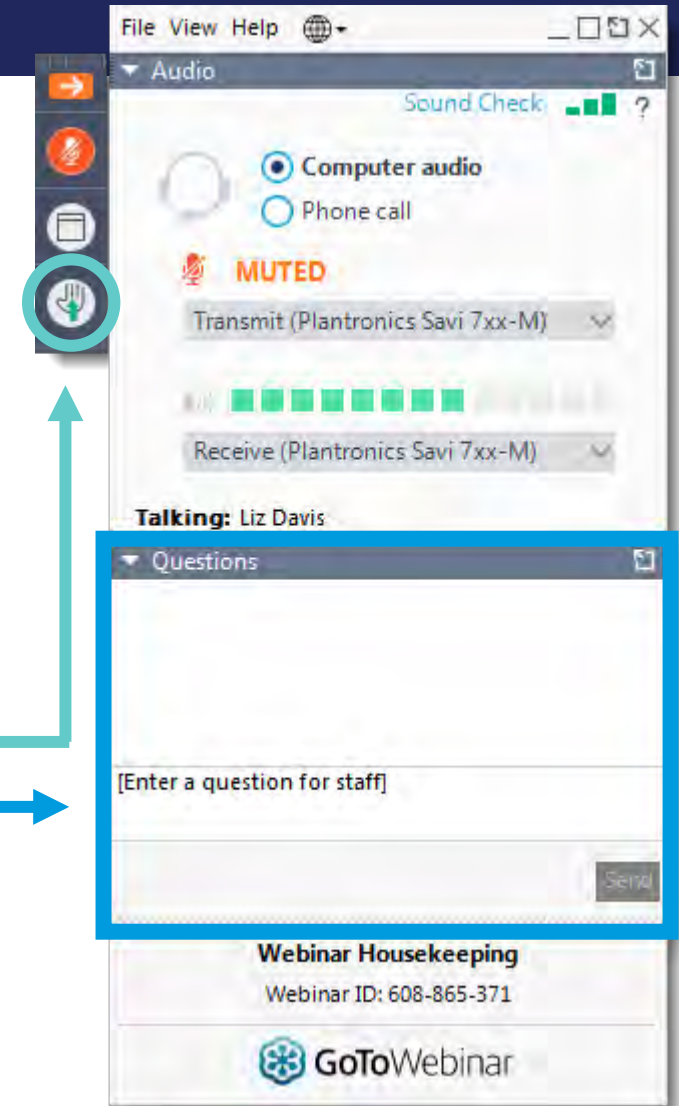 File View Help
Audio
Sound Check ?
Computer audio
Phone call
MUTED
Transmit (Plantronics Savi 7xx-M)
Receive (Plantronics Savi 7xx-M)
Talking: Liz Davis
Questions
[Enter a question for staff]
Send
Webinar Housekeeping
Webinar ID: 608-865-371
GoToWebinar